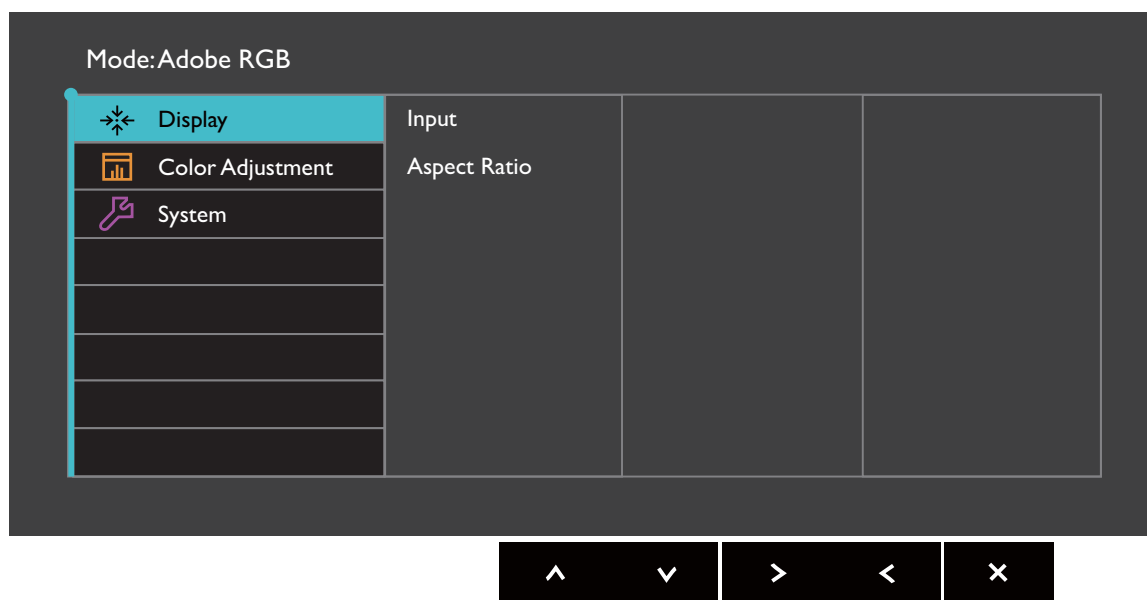 Mode: Adobe RGB
Display
Input
Color Adjustment
Aspect Ratio
System